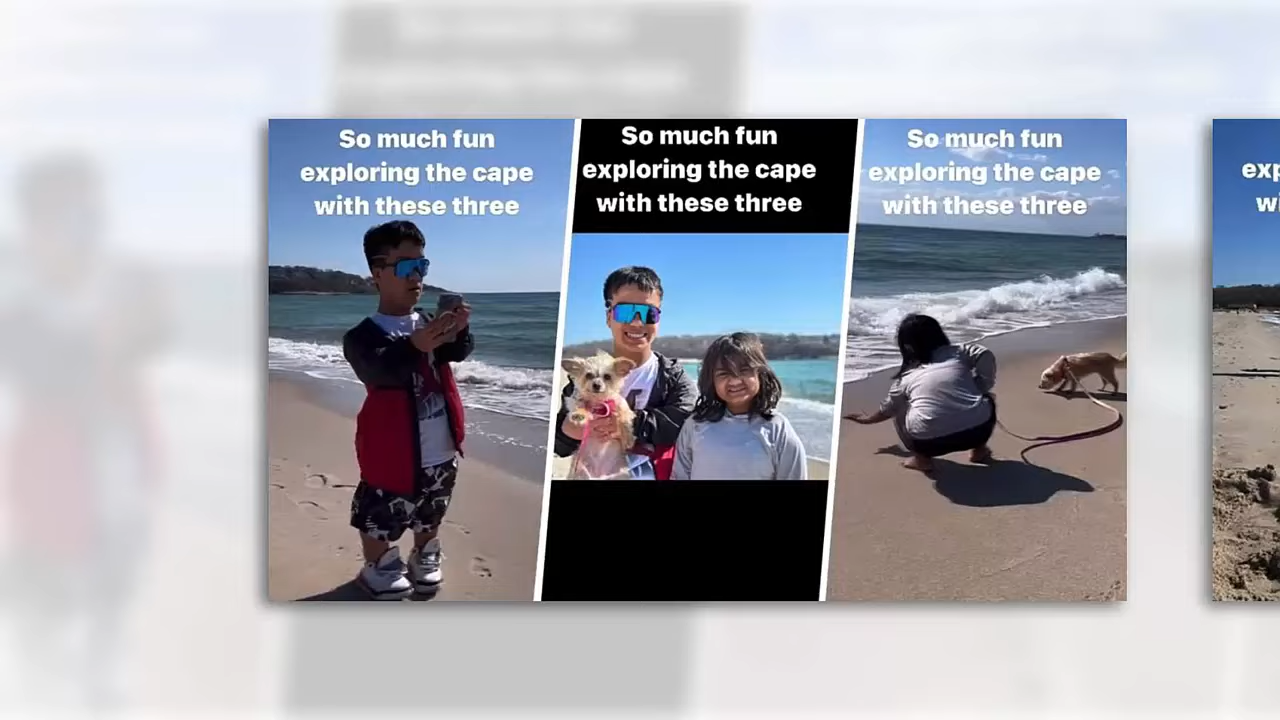 So much fun
exploring the cape
with these three
So much fun
exploring the cape
with these three
So much fun
exploring the cape
with these three